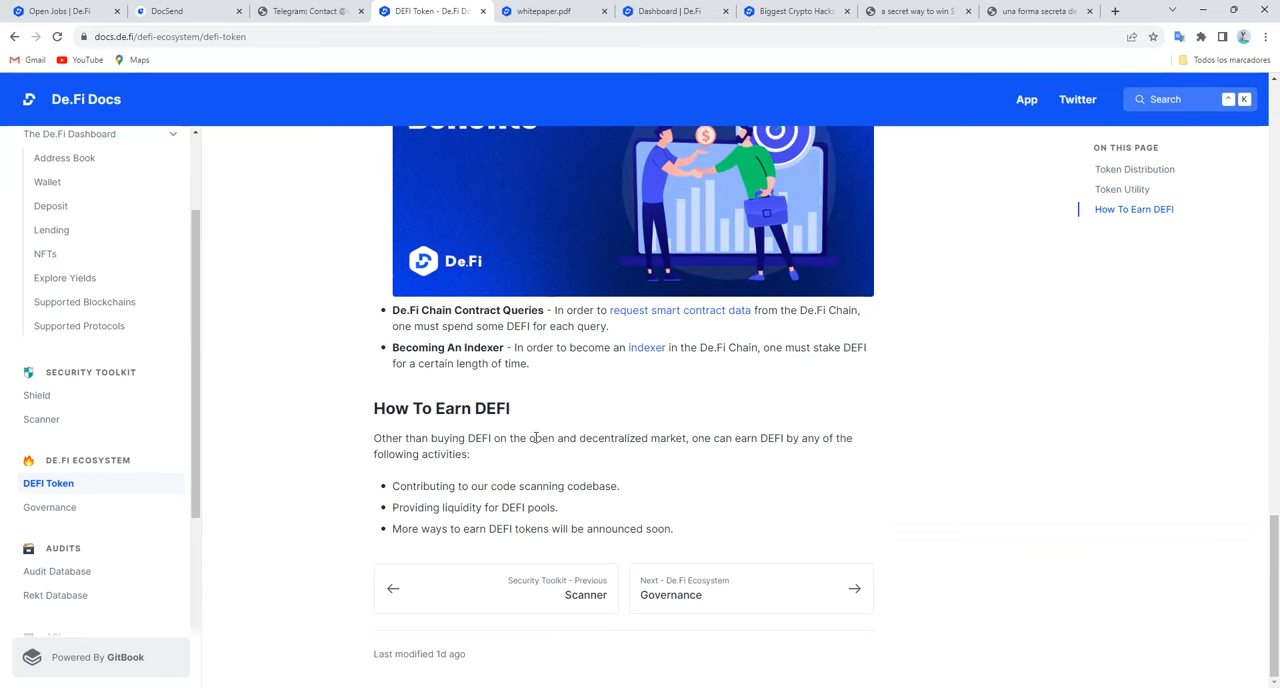 Open Jobs | De.Fi
DocSend
Telegram: Contact @
DEFI Token - De.Fi Do
whitepaper.pdf
Dashboard | De.Fi
Biggest Crypto Hack
a secret way to win $
una forma secreta de
docs.de.fi/defi-ecosystem/defi-token
Gmail
YouTube
Maps
Todos los marcadores
De.Fi Docs
App
Twitter
Search
^
K
The De.Fi Dashboard
Address Book
Wallet
Deposit
Lending
NFTs
Explore Yields
Supported Blockchains
Supported Protocols
SECURITY TOOLKIT
Shield
Scanner
DE.FI ECOSYSTEM
DEFI Token
Governance
AUDITS
Audit Database
Rekt Database
Powered By GitBook
Benefits
De.Fi
De.Fi Chain Contract Queries - In order to request smart contract data from the De.Fi Chain,
one must spend some DEFI for each query.
Becoming An Indexer - In order to become an indexer in the De.Fi Chain, one must stake DEFI
for a certain length of time.
How To Earn DEFI
Other than buying DEFI on the open and decentralized market, one can earn DEFI by any of the
following activities:
Contributing to our code scanning codebase.
Providing liquidity for DEFI pools.
More ways to earn DEFI tokens will be announced soon.
Security Toolkit - Previous
Scanner
Next - De.Fi Ecosystem
Governance
Last modified 1d ago
ON THIS PAGE
Token Distribution
Token Utility
How To Earn DEFI